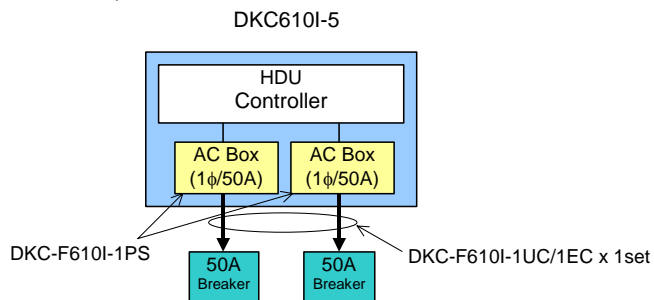 DKC610I-5
HDU
Controller
AC Box
(1ϕ/50A)
AC Box
(1ϕ/50A)
DKC-F610I-1PS
DKC-F610I-1UC/1EC x 1set
50A
Breaker
50A
Breaker